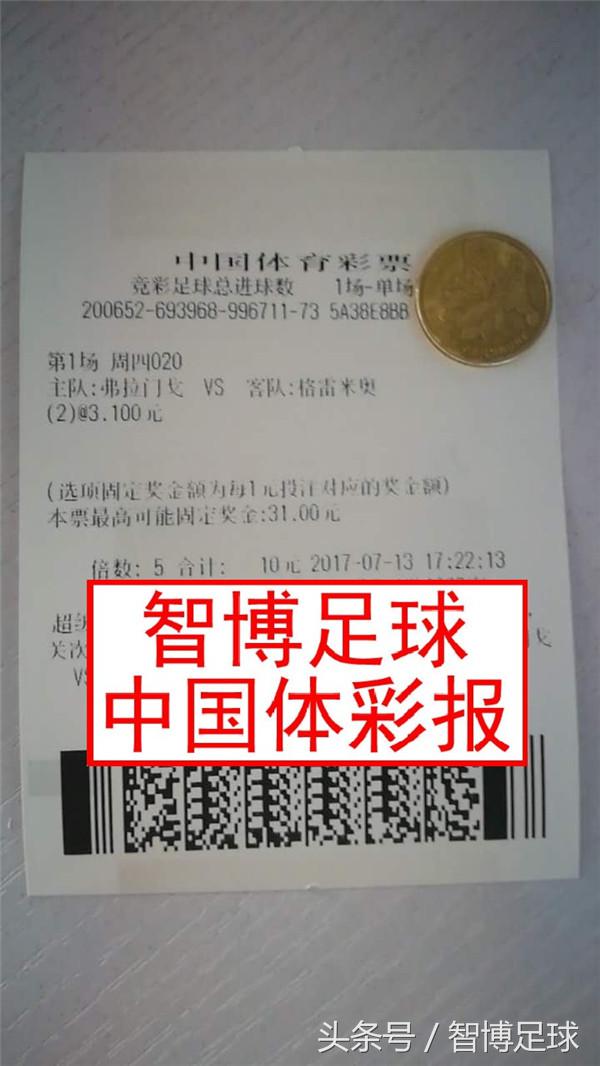 中国体育彩票
竞彩足球总进球数 1场-单场
200652-693968-996711-73 5A38E8BB
第1场 周四020
主队:弗拉门戈 VS 客队:格雷米奥
(2)@3.100元
(选项固定奖金额为每1元投注对应的奖金额)
本票最高可能固定奖金:31.00元
倍数: 5 合计: 10元 2017-07-13 17:22:13
智博足球
中国体彩报
头条号 / 智博足球